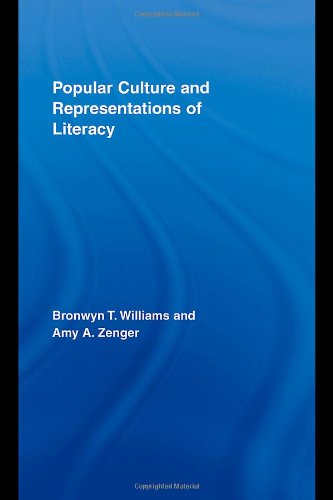 Popular Culture and
Representations of
Literacy
Bronwyn T. Williams and
Amy A. Zenger